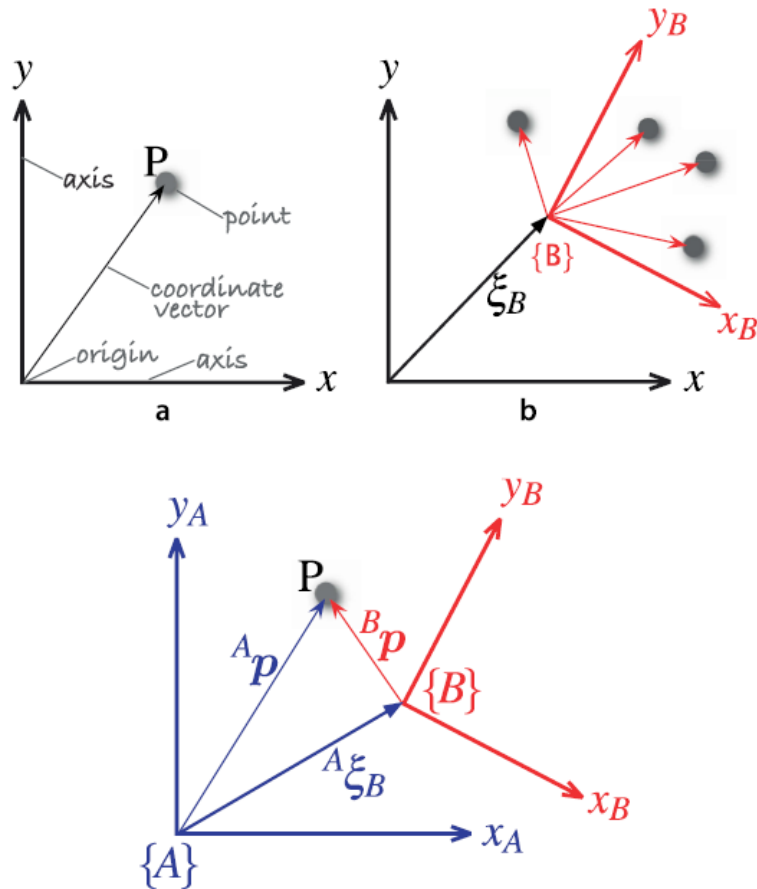 y
P
axis
point
coordinate
vector
origin
axis
x
a
y
y_B
{B}
ξ_B
x_B
x
b
y_A
y_B
P
^A p
^B p
{B}
^A ξ_B
x_B
x_A
{A}